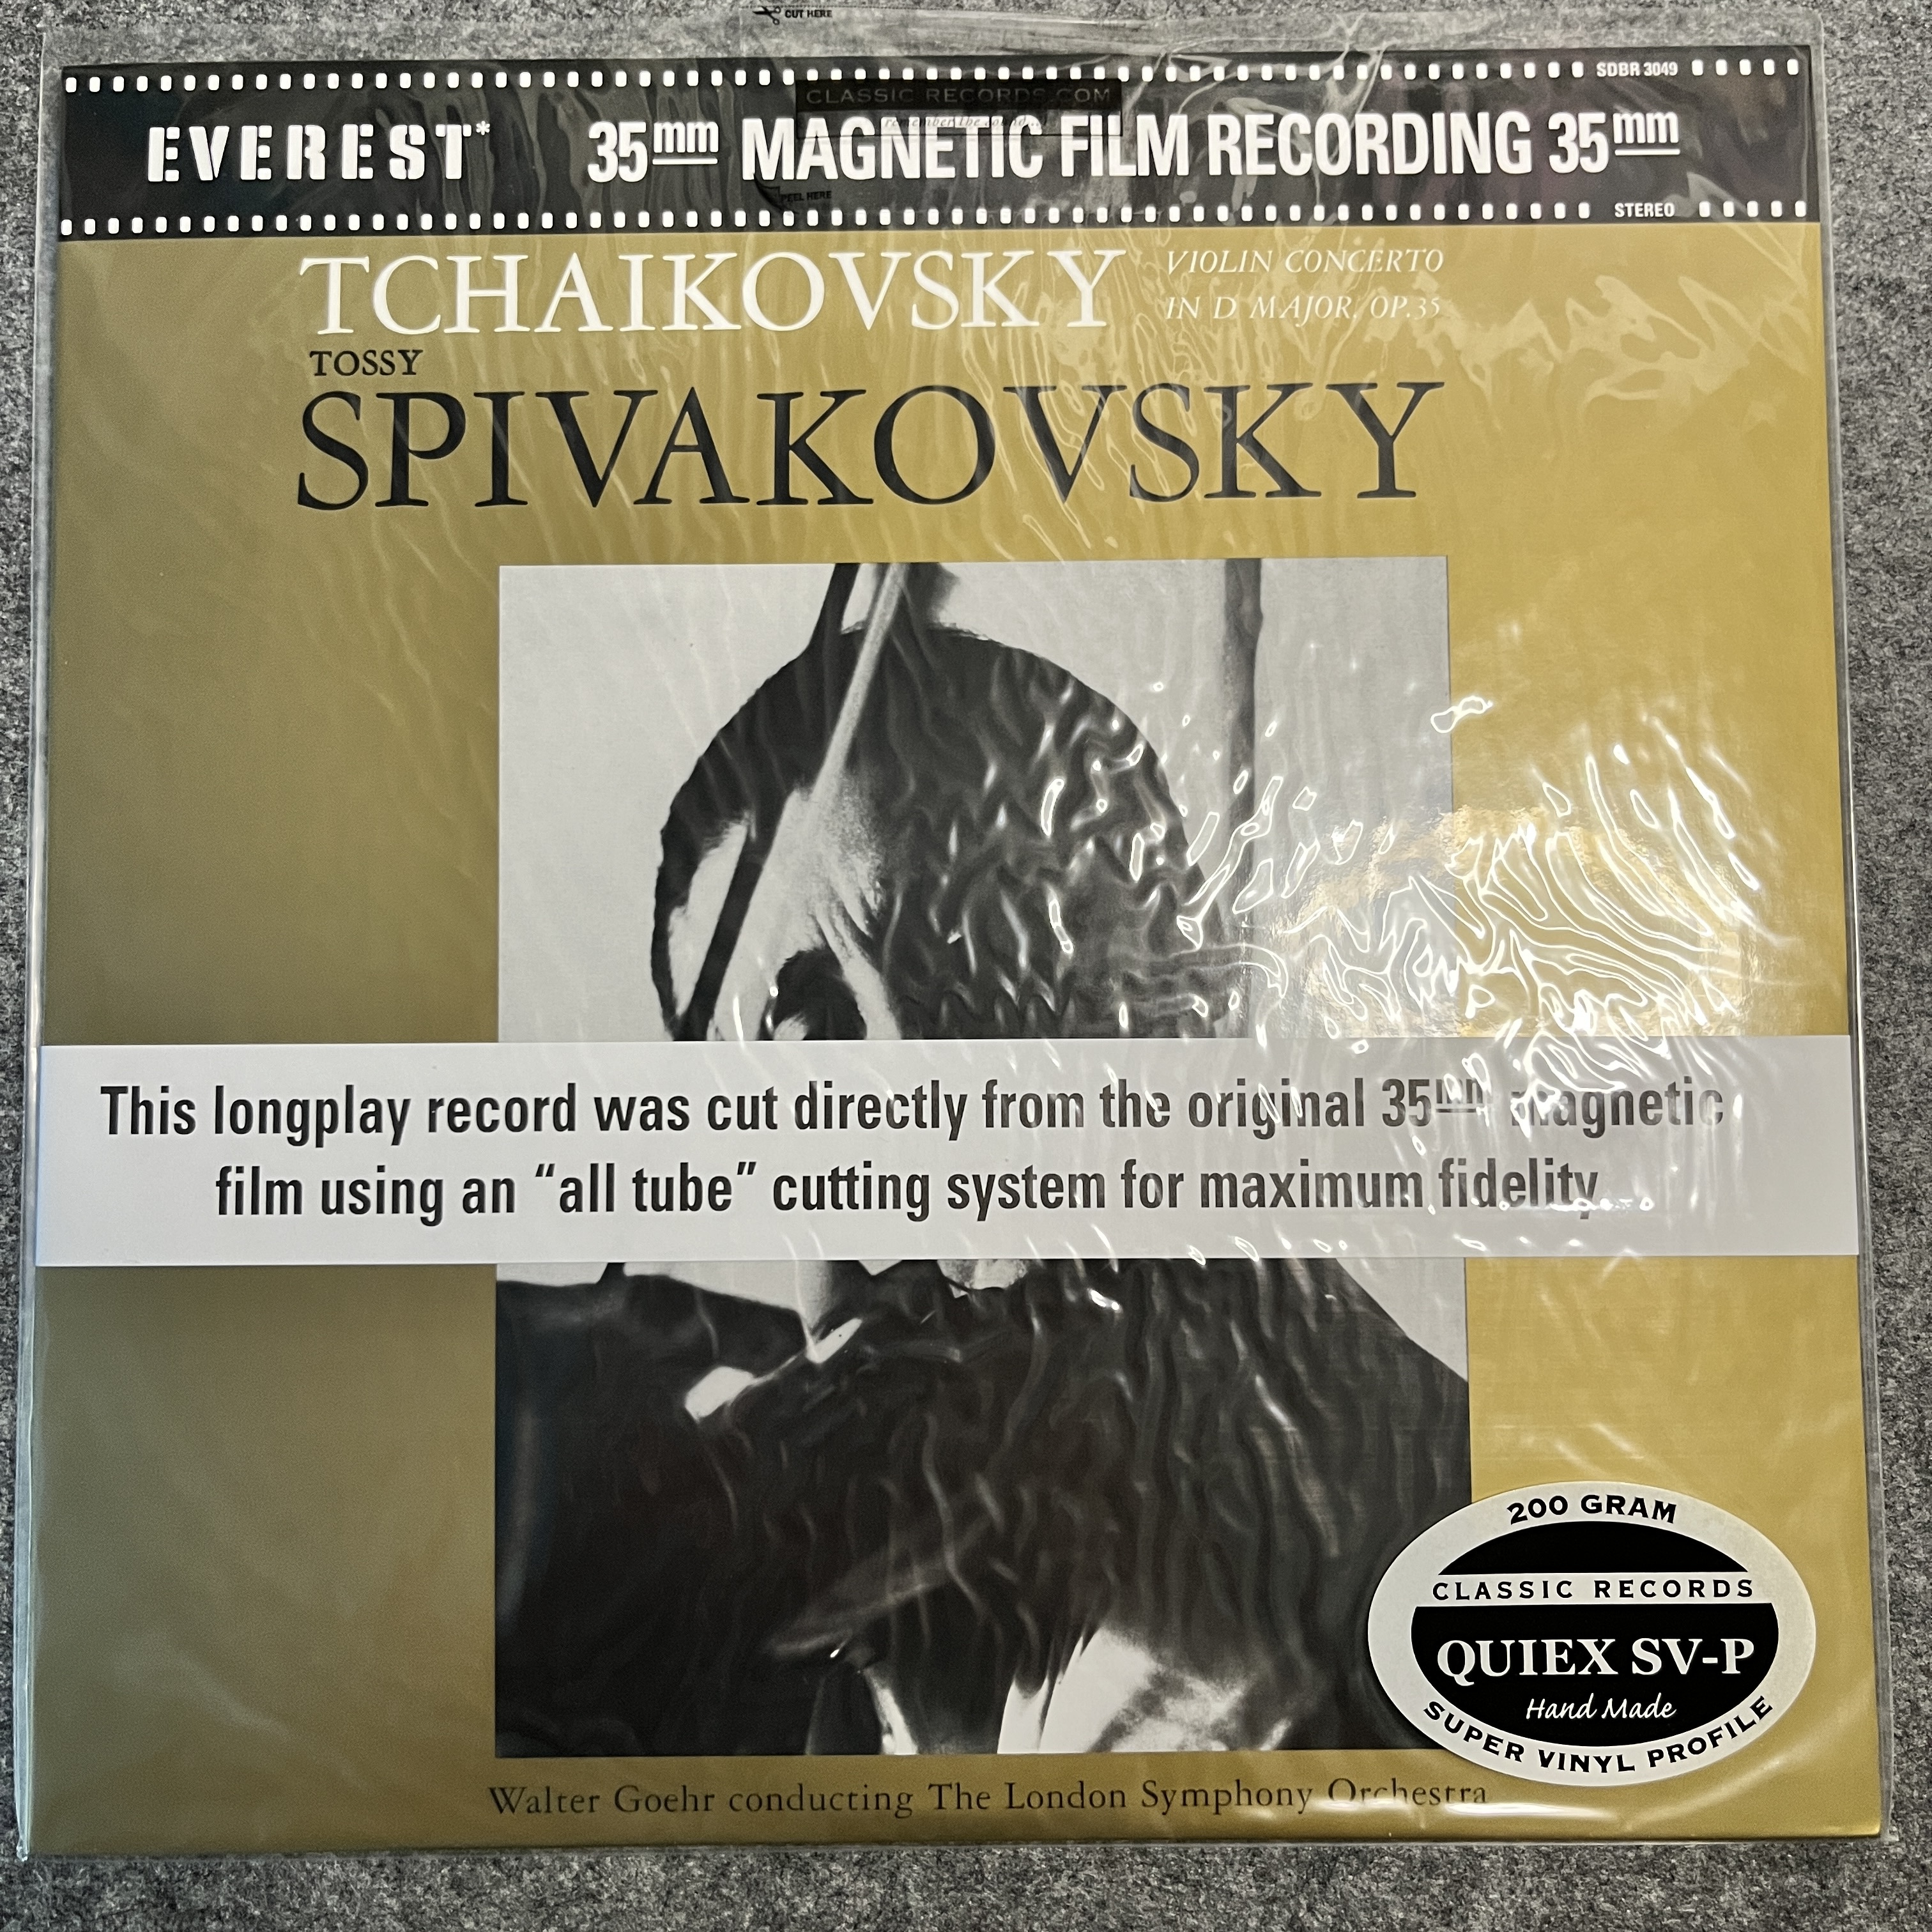 CUT HERE
SDBR 3049
CLASSIC RECORDS.COM
remember the sound...
EVEREST* 35mm MAGNETIC FILM RECORDING 35mm
PEEL HERE
STEREO
TCHAIKOVSKY
VIOLIN CONCERTO
IN D MAJOR, OP.35
TOSSY
SPIVAKOVSKY
This longplay record was cut directly from the original 35mm magnetic
film using an “all tube” cutting system for maximum fidelity.
200 GRAM
CLASSIC RECORDS
QUIEX SV-P
Hand Made
SUPER VINYL PROFILE
Walter Goehr conducting The London Symphony Orchestra